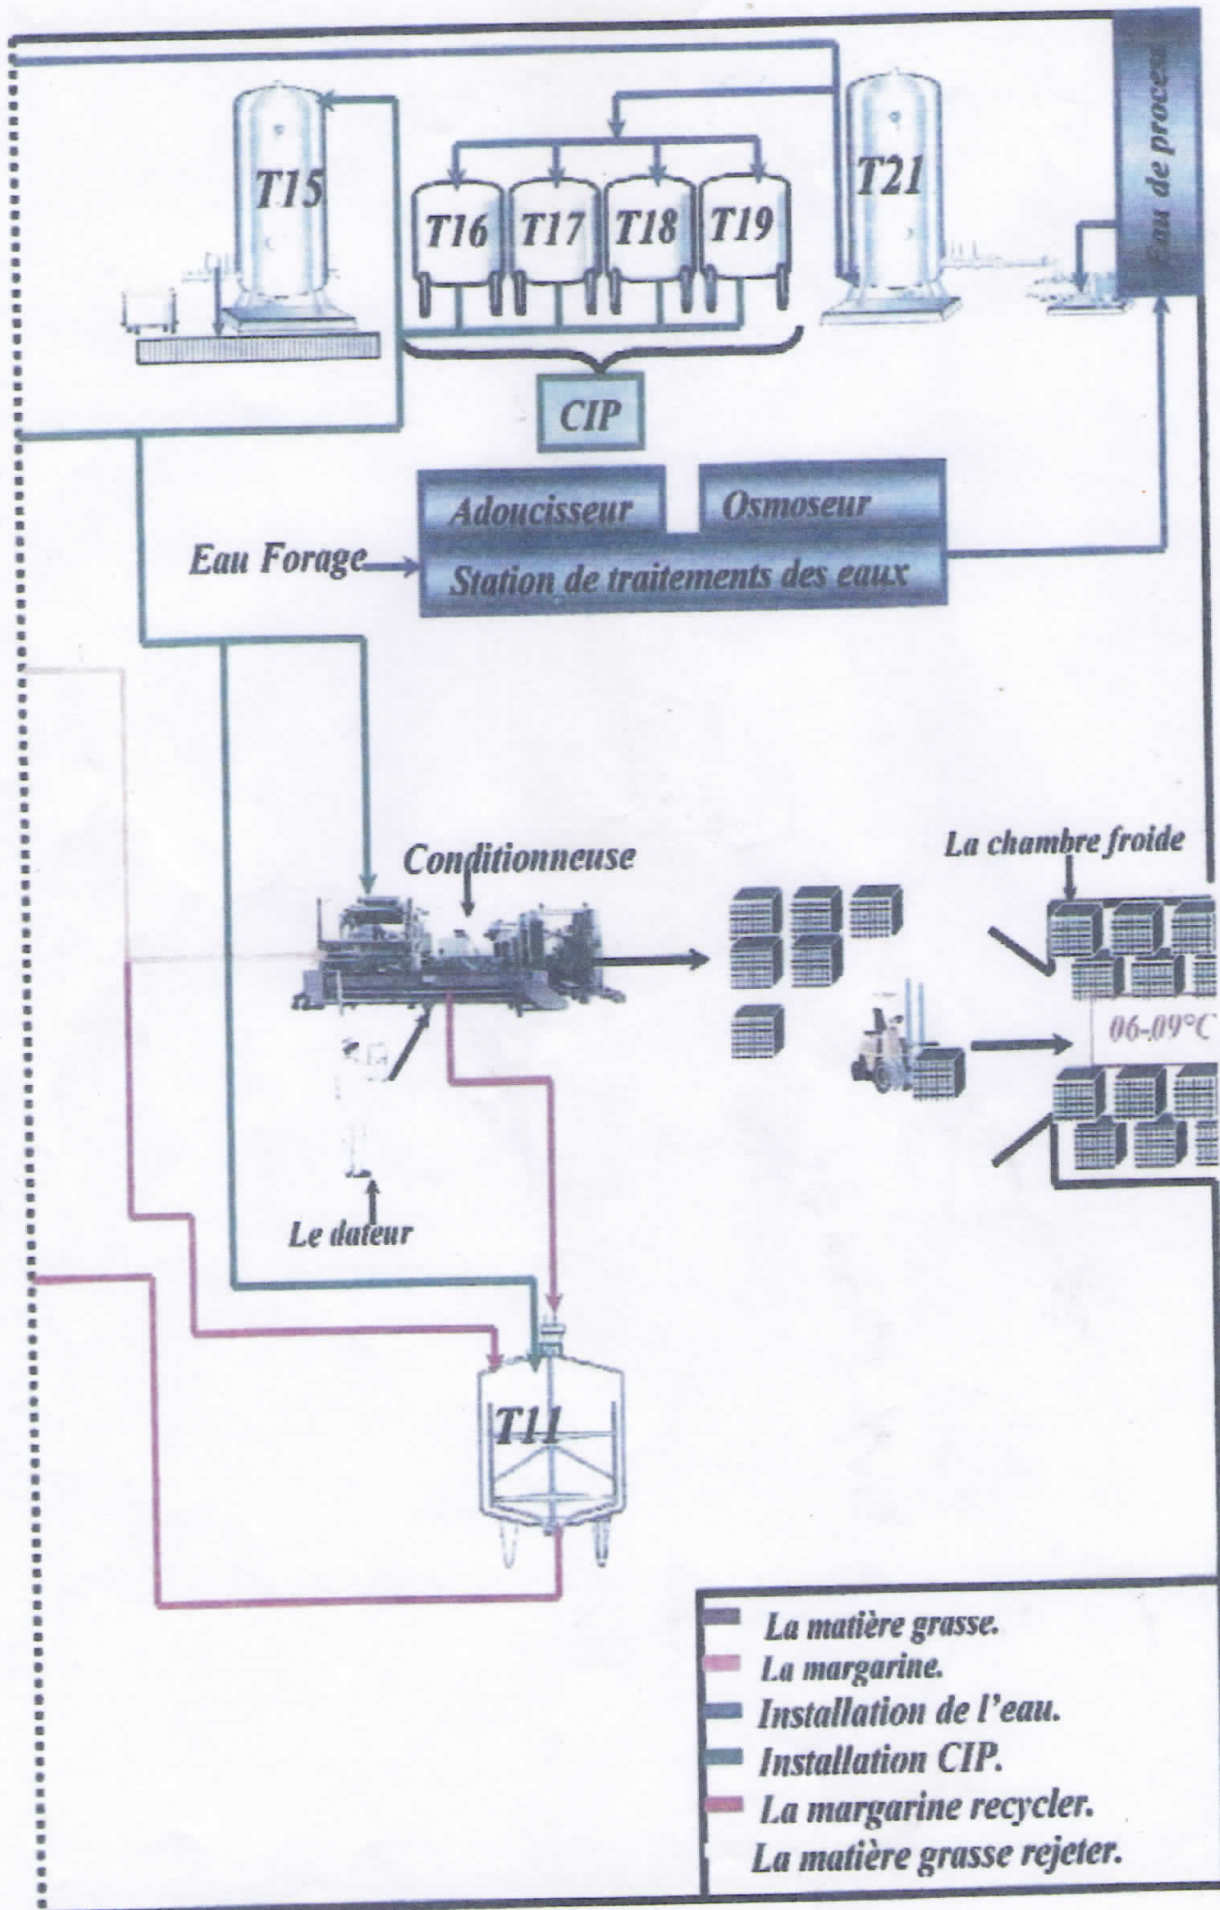 Eau de proces
T15
T16
T17
T18
T19
T21
CIP
Adoucisseur
Osmoseur
Eau Forage
Station de traitements des eaux
Conditionneuse
La chambre froide
06-09°C
Le dateur
T11
La matière grasse.
La margarine.
Installation de l'eau.
Installation CIP.
La margarine recycler.
La matière grasse rejeter.